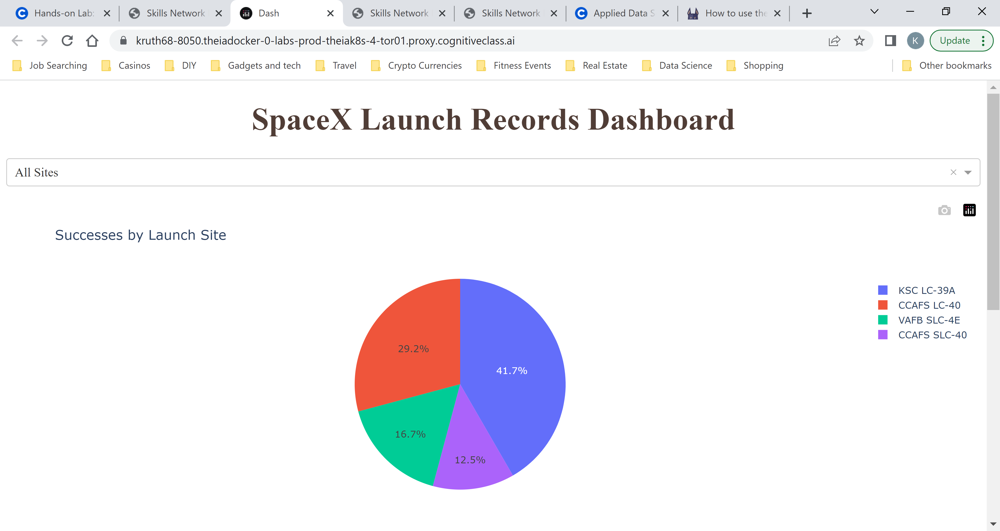 Hands-on Lab:
Skills Network
Dash
Skills Network
Skills Network
Applied Data S
How to use the
kruth68-8050.theiadocker-0-labs-prod-theiak8s-4-tor01.proxy.cognitiveclass.ai
K
Update
Job Searching
Casinos
DIY
Gadgets and tech
Travel
Crypto Currencies
Fitness Events
Real Estate
Data Science
Shopping
Other bookmarks
SpaceX Launch Records Dashboard
All Sites
Successes by Launch Site
KSC LC-39A
CCAFS LC-40
VAFB SLC-4E
CCAFS SLC-40
29.2%
41.7%
16.7%
12.5%